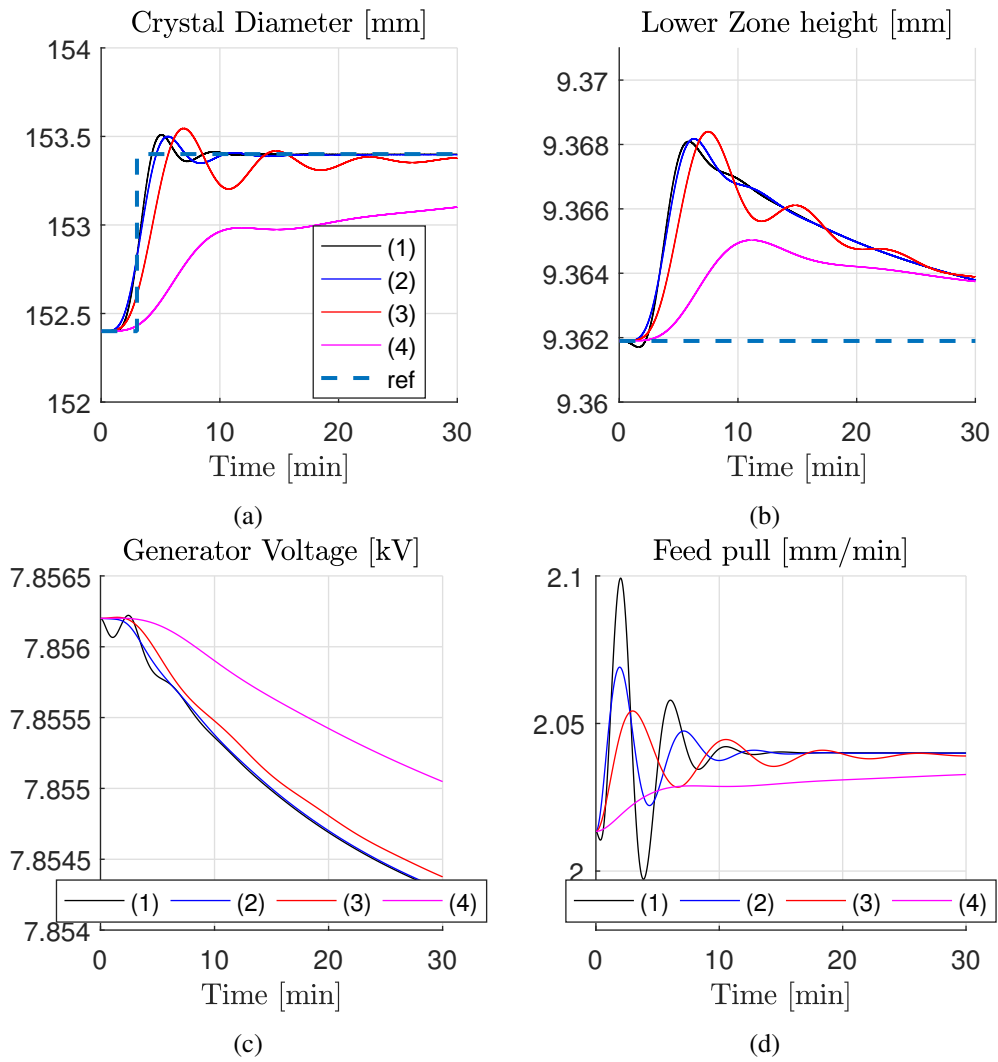 Crystal Diameter [mm]
154
153.5
153
152.5
152
0 10 20 30
(1)
(2)
(3)
(4)
ref
Time [min]
(a)
Lower Zone height [mm]
9.37
9.368
9.366
9.364
9.362
9.36
0 10 20 30
Time [min]
(b)
Generator Voltage [kV]
7.8565
7.856
7.8555
7.855
7.8545
7.854
(1) (2) (3) (4)
0 10 20 30
Time [min]
(c)
Feed pull [mm/min]
2.1
2.05
2
(1) (2) (3) (4)
0 10 20 30
Time [min]
(d)